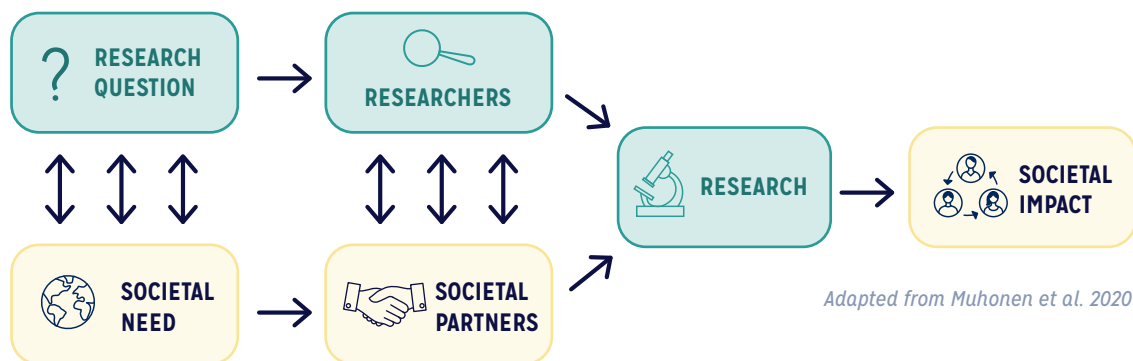 ?
RESEARCH
QUESTION
RESEARCHERS
SOCIETAL
NEED
SOCIETAL
PARTNERS
RESEARCH
SOCIETAL
IMPACT
Adapted from Muhonen et al. 2020